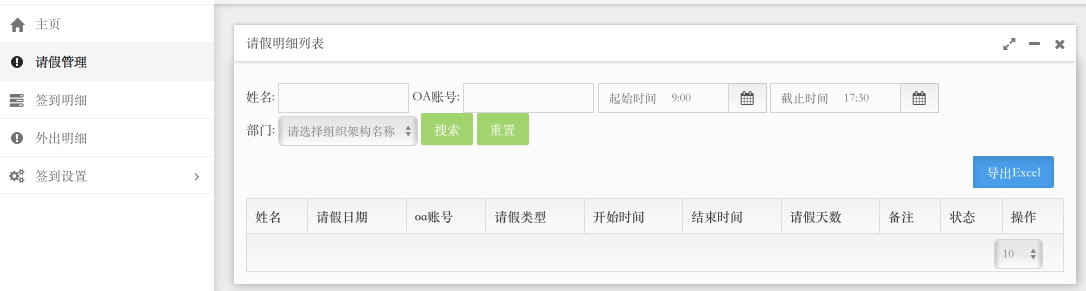 主页
请假管理
签到明细
外出明细
签到设置
请假明细列表
姓名: OA账号: 起始时间 9:00 截止时间 17:30
部门: 请选择组织架构名称 搜索 重置
导出Excel
姓名 请假日期 oa账号 请假类型 开始时间 结束时间 请假天数 备注 状态 操作
10